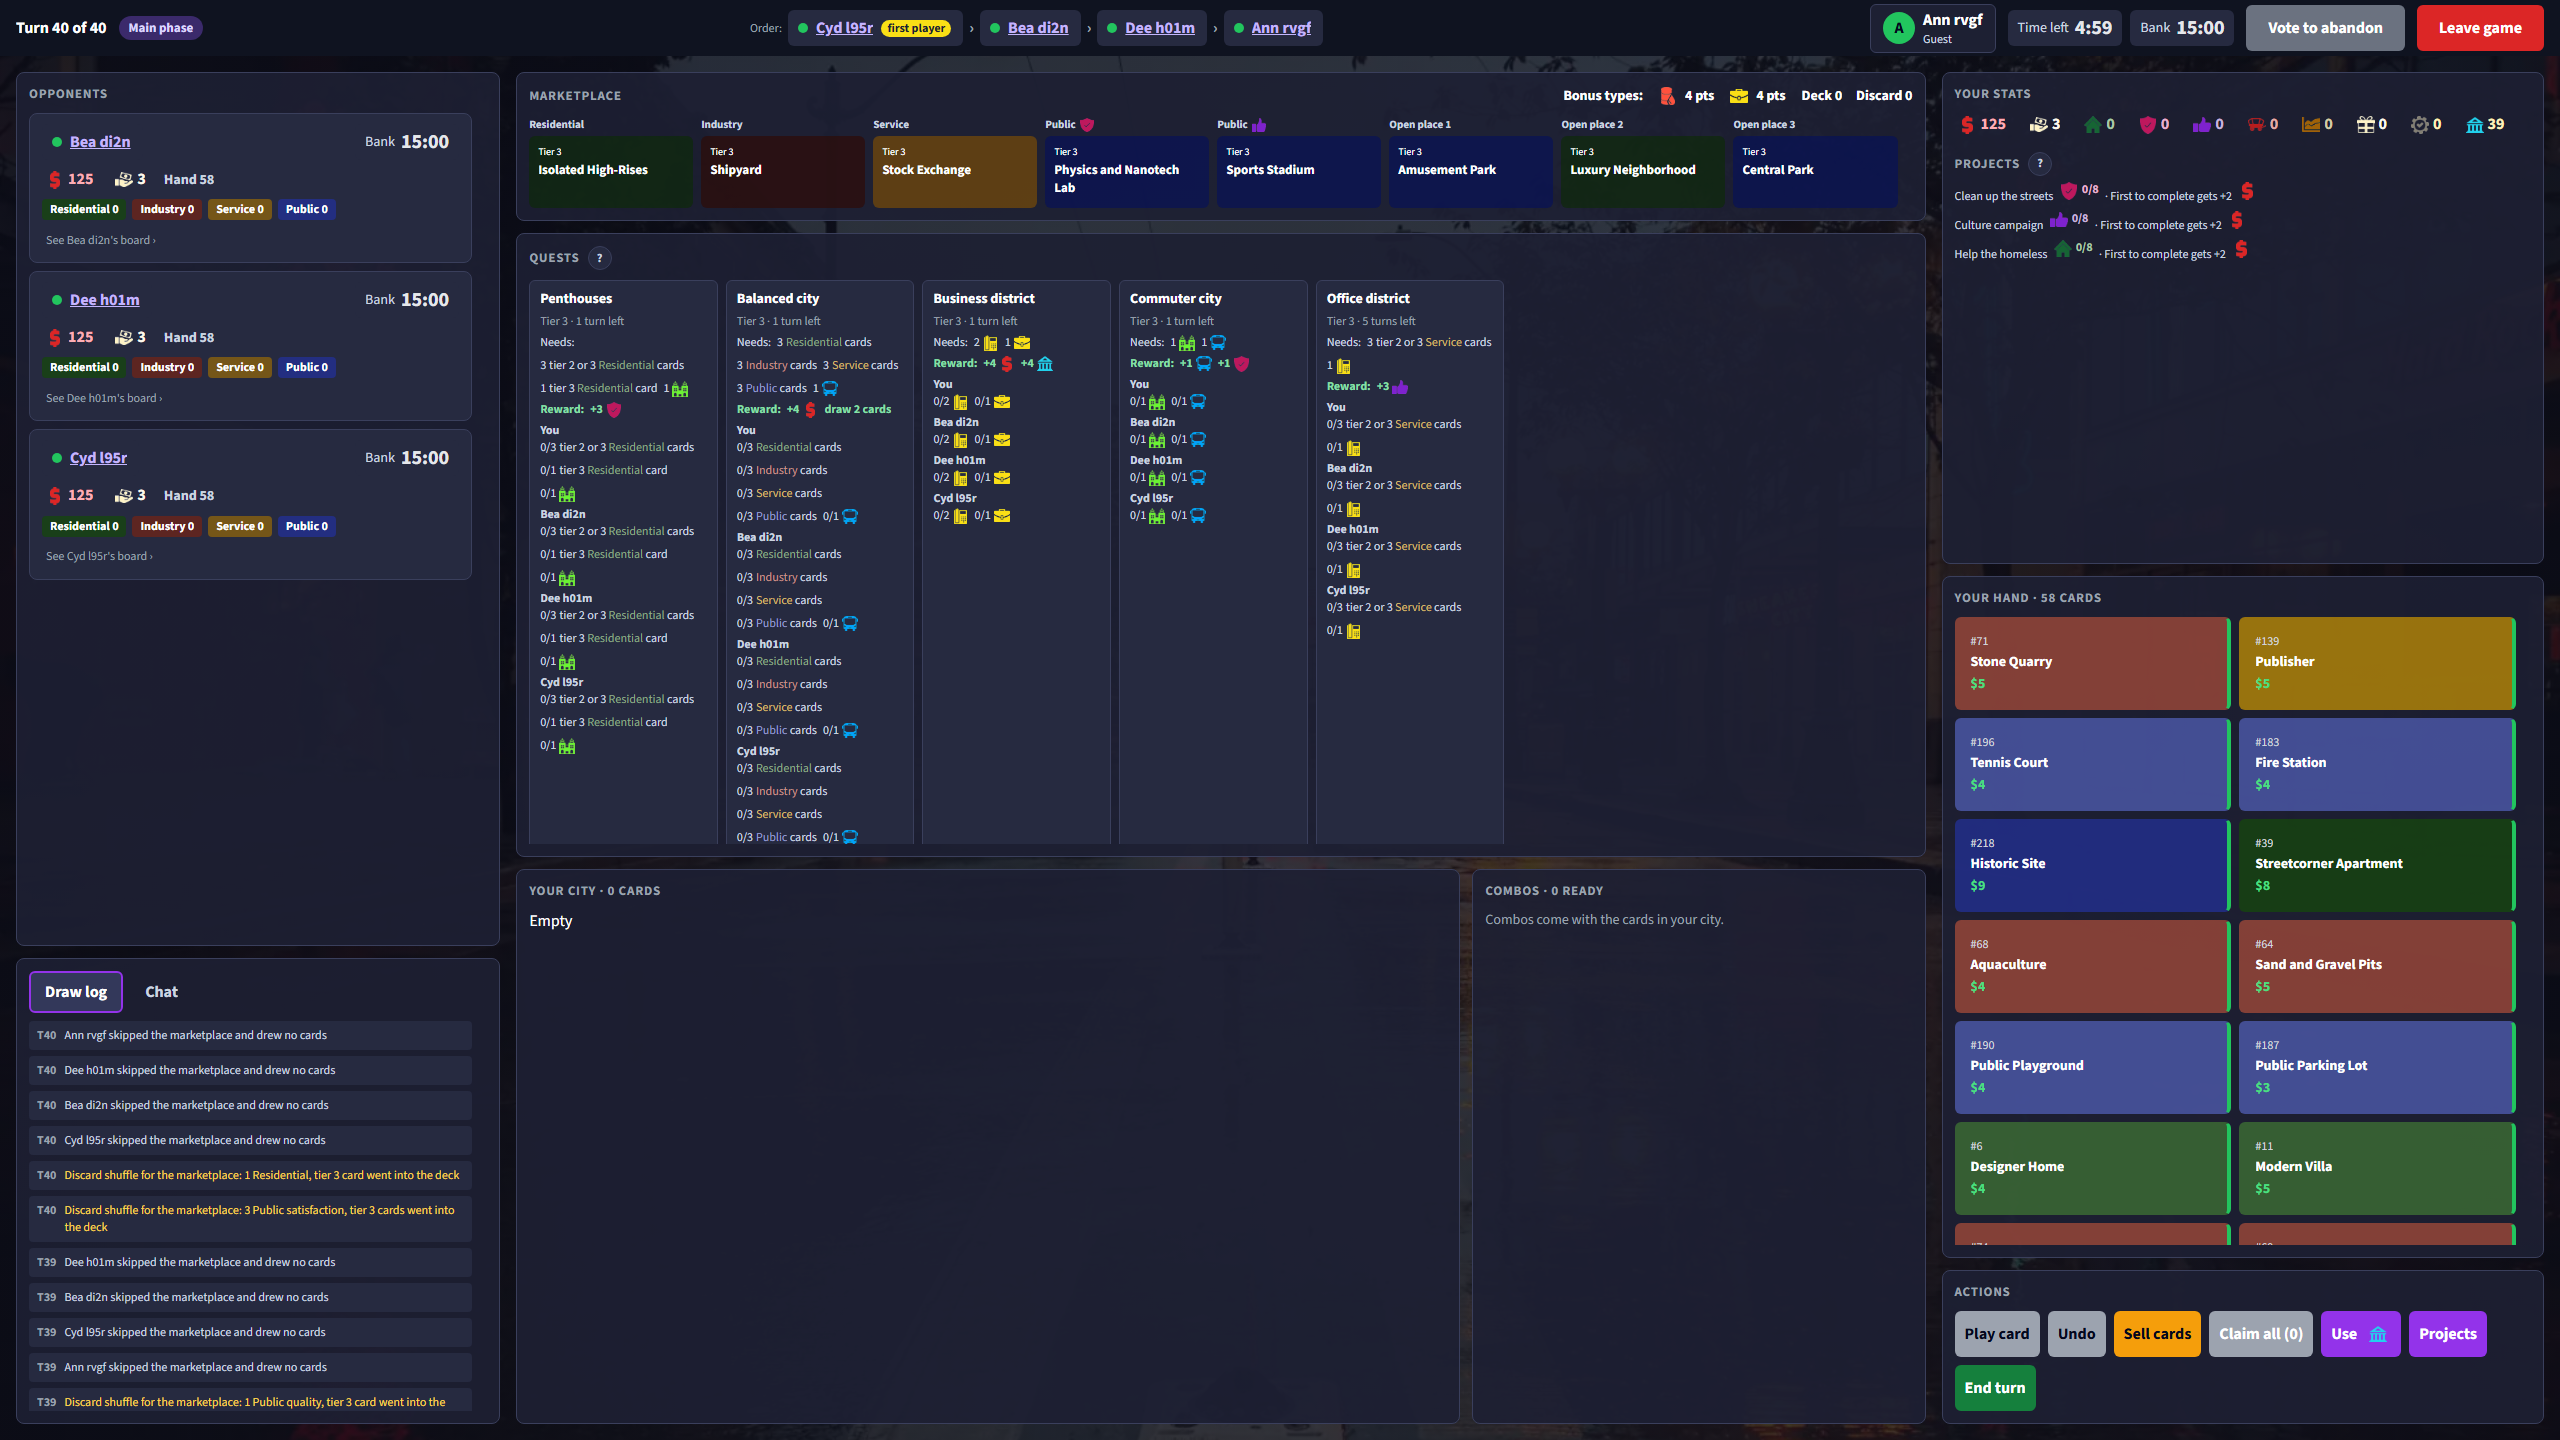 Turn 40 of 40 Main phase
Order: Cyd l95r first player › Bea di2n › Dee h01m › Ann rvgf
A Ann rvgf Guest
Time left 4:59
Bank 15:00
Vote to abandon
Leave game
OPPONENTS
Bea di2n Bank 15:00
125 3 Hand 58
Residential 0 Industry 0 Service 0 Public 0
See Bea di2n's board ›
Dee h01m Bank 15:00
125 3 Hand 58
Residential 0 Industry 0 Service 0 Public 0
See Dee h01m's board ›
Cyd l95r Bank 15:00
125 3 Hand 58
Residential 0 Industry 0 Service 0 Public 0
See Cyd l95r's board ›
Draw log Chat
T40 Ann rvgf skipped the marketplace and drew no cards
T40 Dee h01m skipped the marketplace and drew no cards
T40 Bea di2n skipped the marketplace and drew no cards
T40 Cyd l95r skipped the marketplace and drew no cards
T40 Discard shuffle for the marketplace: 1 Residential, tier 3 card went into the deck
T40 Discard shuffle for the marketplace: 3 Public satisfaction, tier 3 cards went into
the deck
T39 Dee h01m skipped the marketplace and drew no cards
T39 Bea di2n skipped the marketplace and drew no cards
T39 Cyd l95r skipped the marketplace and drew no cards
T39 Ann rvgf skipped the marketplace and drew no cards
T39 Discard shuffle for the marketplace: 1 Public quality, tier 3 card went into the
MARKETPLACE
Bonus types: 4 pts 4 pts Deck 0 Discard 0
Residential
Tier 3
Isolated High-Rises
Industry
Tier 3
Shipyard
Service
Tier 3
Stock Exchange
Public
Tier 3
Physics and Nanotech
Lab
Public
Tier 3
Sports Stadium
Open place 1
Tier 3
Amusement Park
Open place 2
Tier 3
Luxury Neighborhood
Open place 3
Tier 3
Central Park
QUESTS ?
Penthouses
Tier 3 · 1 turn left
Needs:
3 tier 2 or 3 Residential cards
1 tier 3 Residential card 1
Reward: +3
You
0/3 tier 2 or 3 Residential cards
0/1 tier 3 Residential card
0/1
Bea di2n
0/3 tier 2 or 3 Residential cards
0/1 tier 3 Residential card
0/1
Dee h01m
0/3 tier 2 or 3 Residential cards
0/1 tier 3 Residential card
0/1
Cyd l95r
0/3 tier 2 or 3 Residential cards
0/1 tier 3 Residential card
0/1
Balanced city
Tier 3 · 1 turn left
Needs: 3 Residential cards
3 Industry cards 3 Service cards
3 Public cards 1
Reward: +4 draw 2 cards
You
0/3 Residential cards
0/3 Industry cards
0/3 Service cards
0/3 Public cards 0/1
Bea di2n
0/3 Residential cards
0/3 Industry cards
0/3 Service cards
0/3 Public cards 0/1
Dee h01m
0/3 Residential cards
0/3 Industry cards
0/3 Service cards
0/3 Public cards 0/1
Cyd l95r
0/3 Residential cards
0/3 Industry cards
0/3 Service cards
0/3 Public cards 0/1
Business district
Tier 3 · 1 turn left
Needs: 2 1
Reward: +4 +4
You
0/2 0/1
Bea di2n
0/2 0/1
Dee h01m
0/2 0/1
Cyd l95r
0/2 0/1
Commuter city
Tier 3 · 1 turn left
Needs: 1 1
Reward: +1 +1
You
0/1 0/1
Bea di2n
0/1 0/1
Dee h01m
0/1 0/1
Cyd l95r
0/1 0/1
Office district
Tier 3 · 5 turns left
Needs: 3 tier 2 or 3 Service cards
1
Reward: +3
You
0/3 tier 2 or 3 Service cards
0/1
Bea di2n
0/3 tier 2 or 3 Service cards
0/1
Dee h01m
0/3 tier 2 or 3 Service cards
0/1
Cyd l95r
0/3 tier 2 or 3 Service cards
0/1
YOUR CITY · 0 CARDS
Empty
COMBOS · 0 READY
Combos come with the cards in your city.
YOUR STATS
125 3 0 0 0 0 0 0 0 39
PROJECTS ?
Clean up the streets 0/8 · First to complete gets +2
Culture campaign 0/8 · First to complete gets +2
Help the homeless 0/8 · First to complete gets +2
YOUR HAND · 58 CARDS
#71
Stone Quarry
$5
#139
Publisher
$5
#196
Tennis Court
$4
#183
Fire Station
$4
#218
Historic Site
$9
#39
Streetcorner Apartment
$8
#68
Aquaculture
$4
#64
Sand and Gravel Pits
$5
#190
Public Playground
$4
#187
Public Parking Lot
$3
#6
Designer Home
$4
#11
Modern Villa
$5
ACTIONS
Play card
Undo
Sell cards
Claim all (0)
Use
Projects
End turn